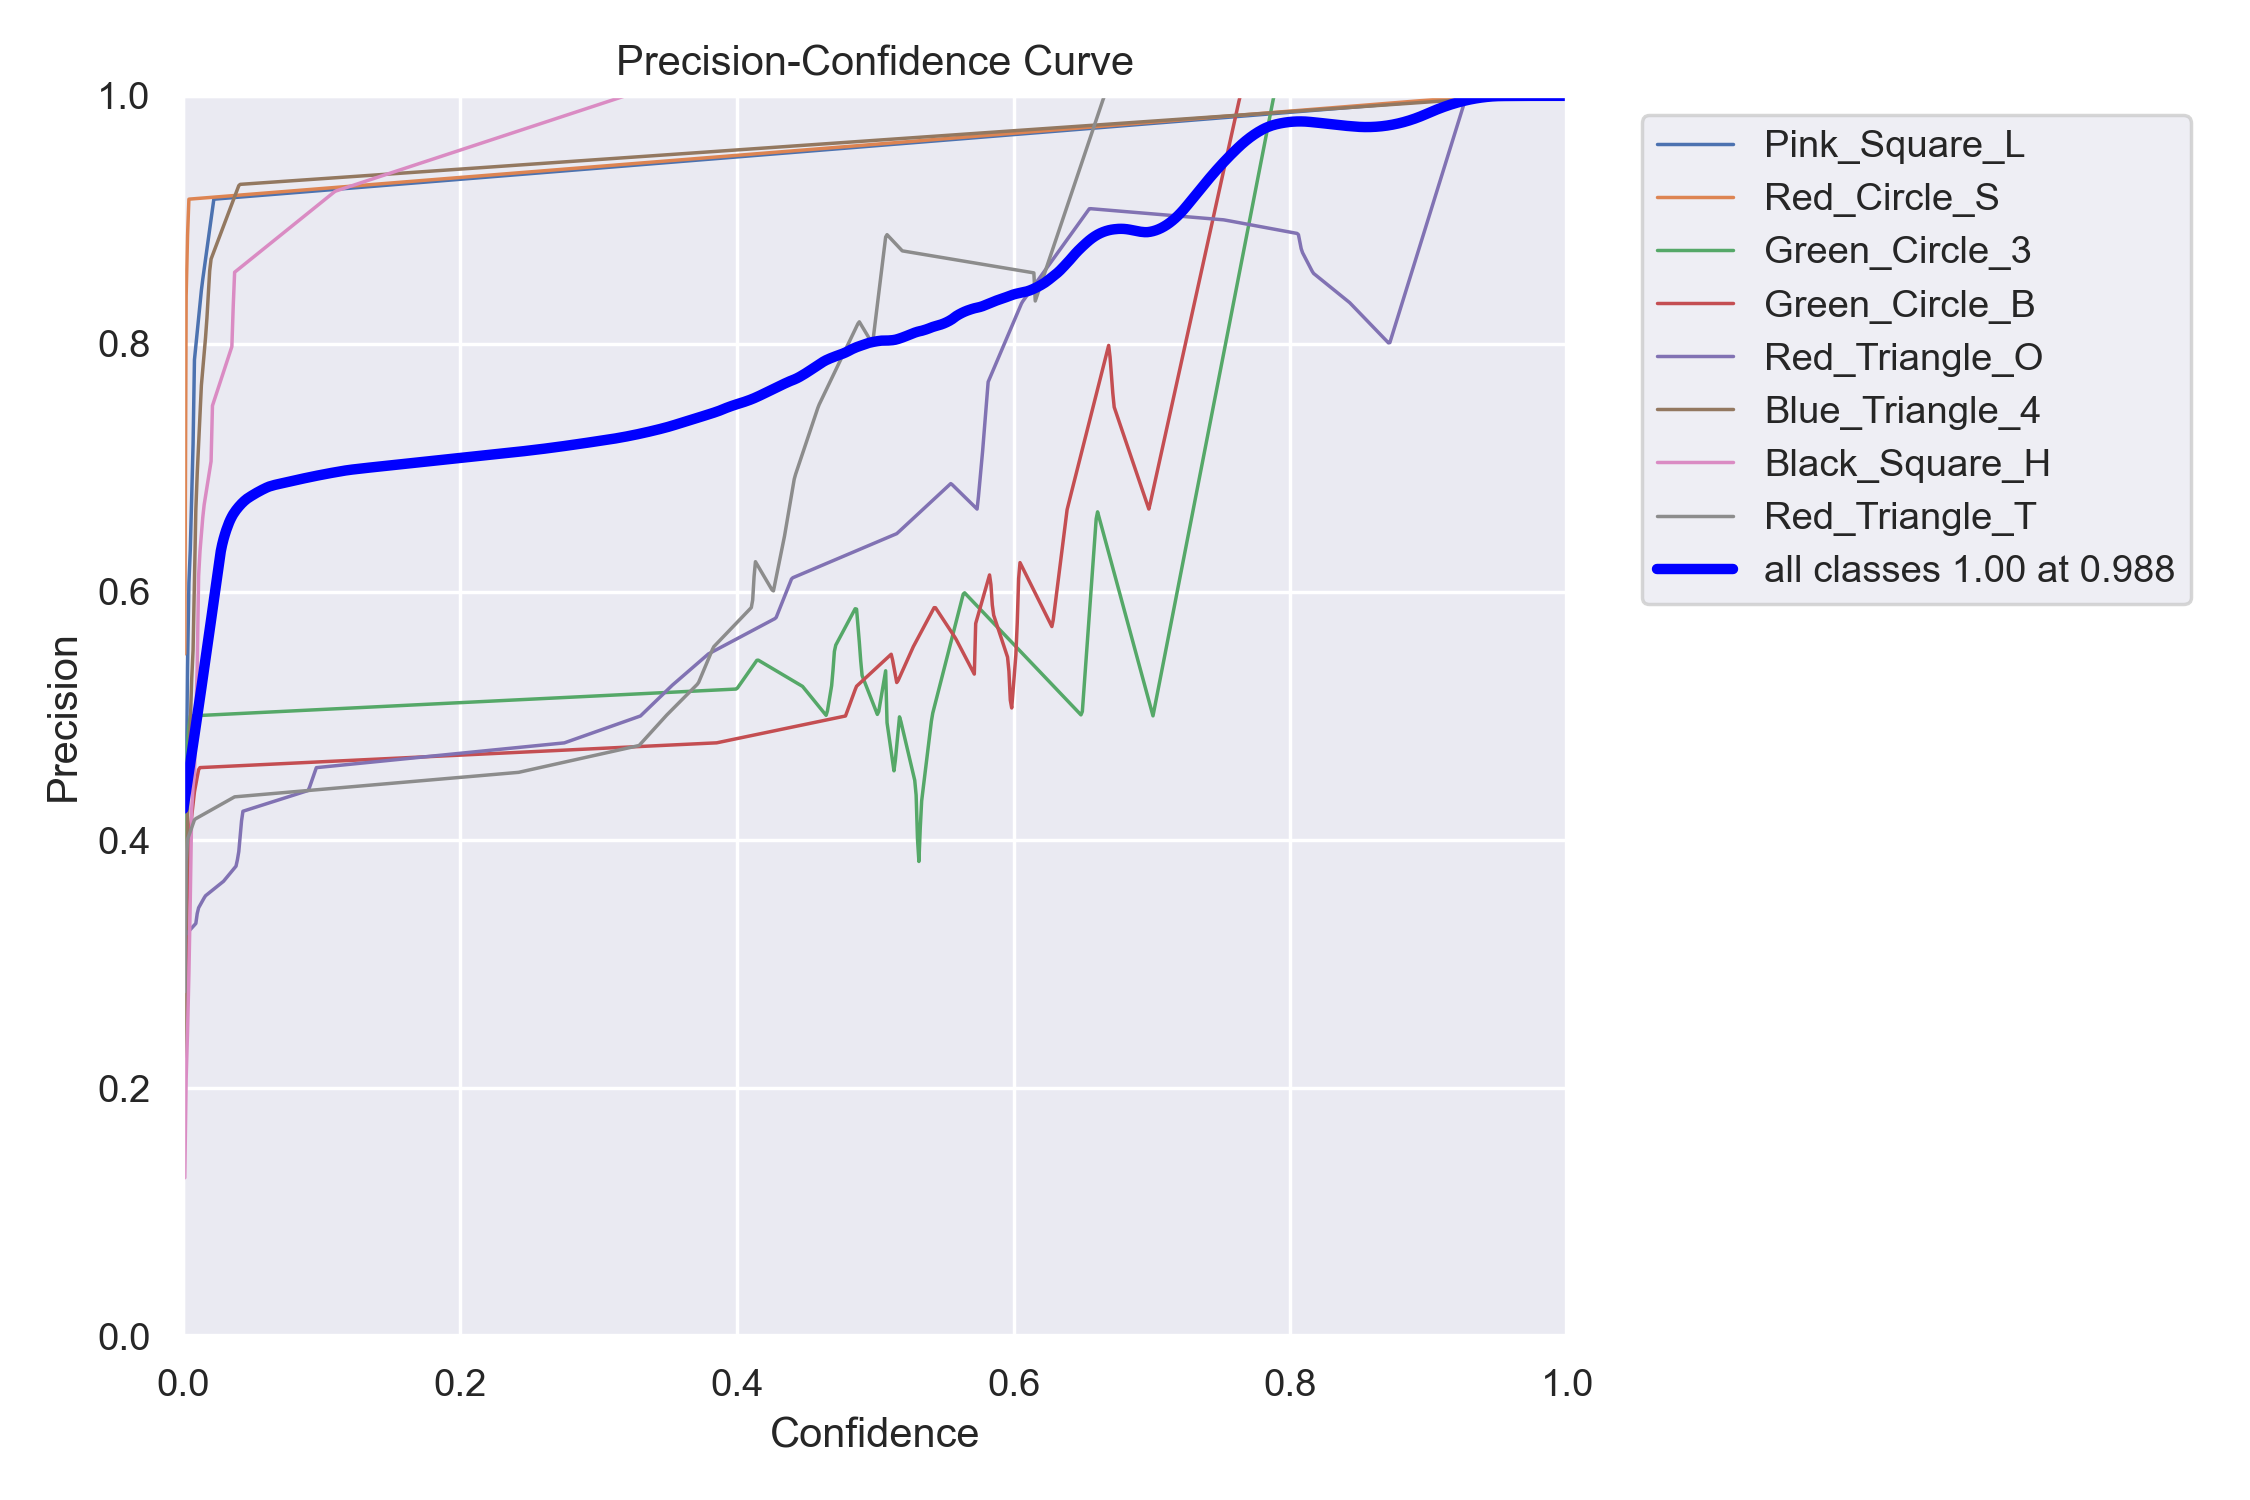 Precision-Confidence Curve
1.0
0.8
0.6
0.4
0.2
0.0
Precision
0.0 0.2 0.4 0.6 0.8 1.0
Confidence
Pink_Square_L
Red_Circle_S
Green_Circle_3
Green_Circle_B
Red_Triangle_O
Blue_Triangle_4
Black_Square_H
Red_Triangle_T
all classes 1.00 at 0.988